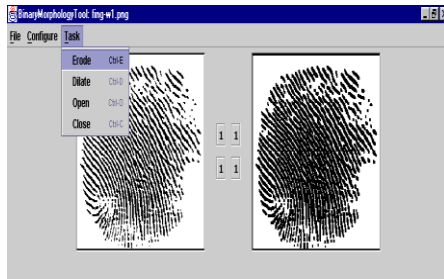 BinaryMorphologyTool: fing-w1.png
File Configure Task
Erode Ctrl-E
Dilate Ctrl-D
Open Ctrl-O
Close Ctrl-C
1 1
1 1